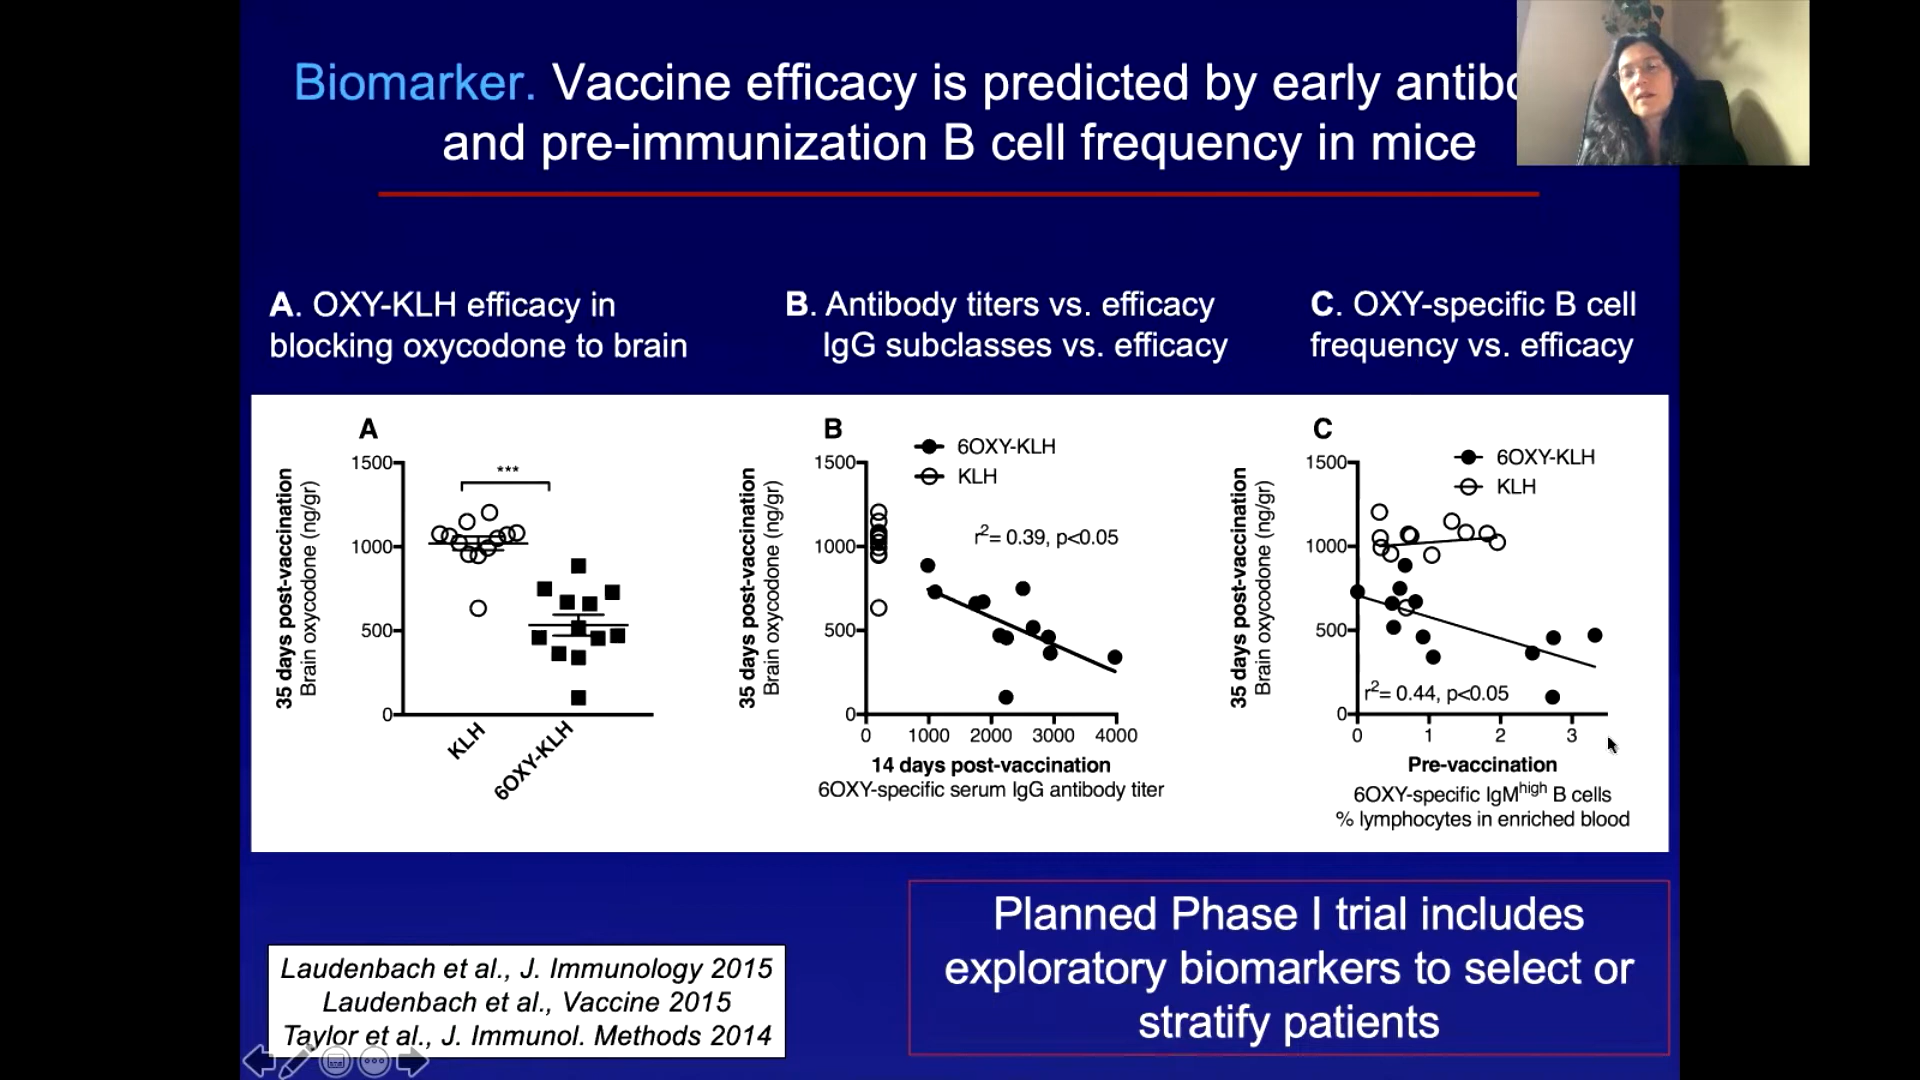 Biomarker. Vaccine efficacy is predicted by early
and pre-immunization B cell frequency in mice
A. OXY-KLH efficacy in
blocking oxycodone to brain
B. Antibody titers vs. efficacy
IgG subclasses vs. efficacy
C. OXY-specific B cell
frequency vs. efficacy
A
35 days post-vaccination
Brain oxycodone (ng/gr)
1500
1000
500
0
***
KLH
6OXY-KLH
B
6OXY-KLH
KLH
35 days post-vaccination
Brain oxycodone (ng/gr)
1500
1000
500
0
r²= 0.39, p<0.05
0 1000 2000 3000 4000
14 days post-vaccination
6OXY-specific serum IgG antibody titer
C
6OXY-KLH
KLH
35 days post-vaccination
Brain oxycodone (ng/gr)
1500
1000
500
0
r²= 0.44, p<0.05
0 1 2 3
Pre-vaccination
6OXY-specific IgMhigh B cells
% lymphocytes in enriched blood
Planned Phase I trial includes
exploratory biomarkers to select or
stratify patients
Laudenbach et al., J. Immunology 2015
Laudenbach et al., Vaccine 2015
Taylor et al., J. Immunol. Methods 2014